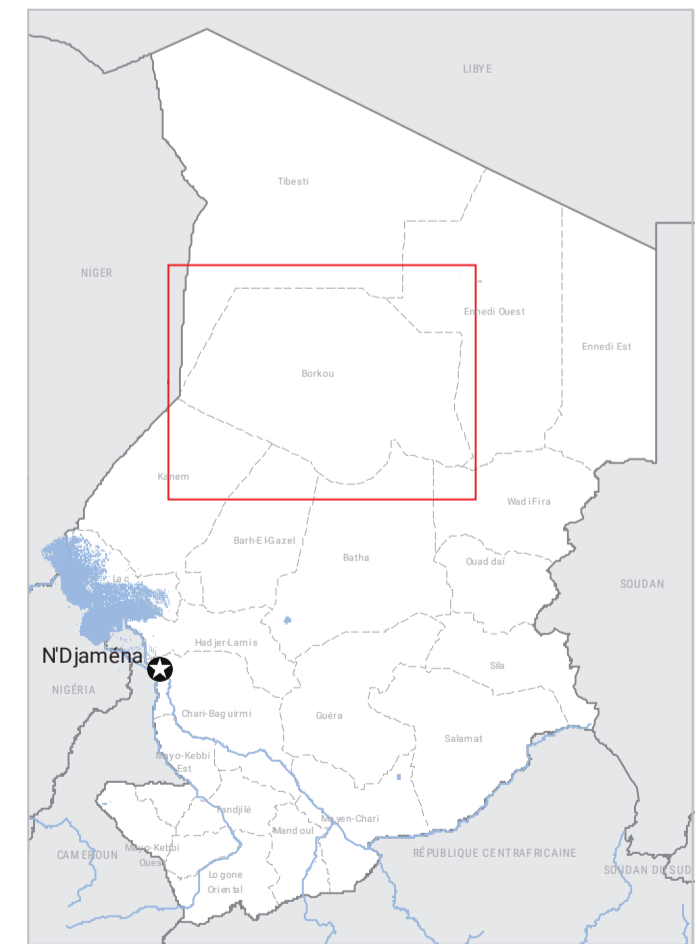 LIBYE
Tibesti
NIGER
Ennedi Ouest
Ennedi Est
Borkou
Kanem
Wadi Fira
Barh-El-Gazel
Batha
Ouaddaï
Lac
SOUDAN
Hadjer-Lamis
N'Djaména
Sila
NIGÉRIA
Chari-Baguirmi
Guéra
Salamat
Mayo-Kebbi
Est
Tandjilé
Moyen-Chari
Mandoul
Mayo-Kebbi
Ouest
CAMEROUN
RÉPUBLIQUE CENTRAFRICAINE
SOUDAN DU SUD
Logone
Oriental